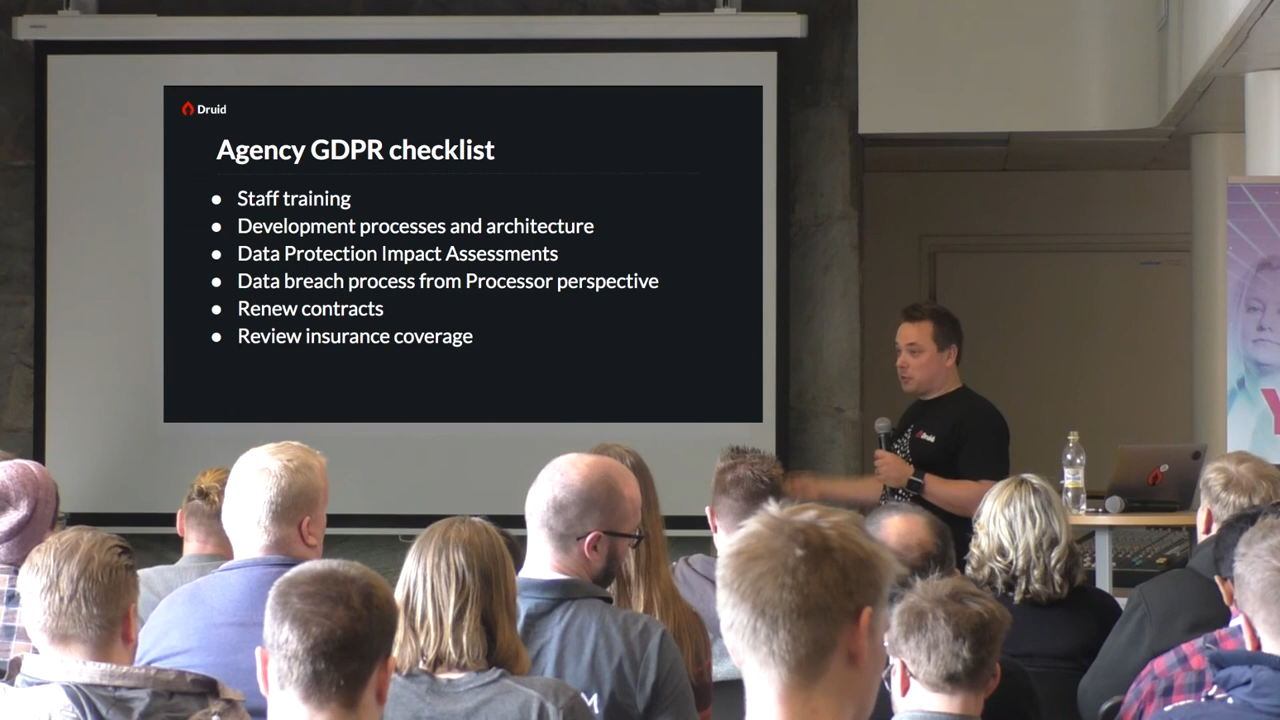 Druid
Agency GDPR checklist
● Staff training
● Development processes and architecture
● Data Protection Impact Assessments
● Data breach process from Processor perspective
● Renew contracts
● Review insurance coverage
Druid
Y
M